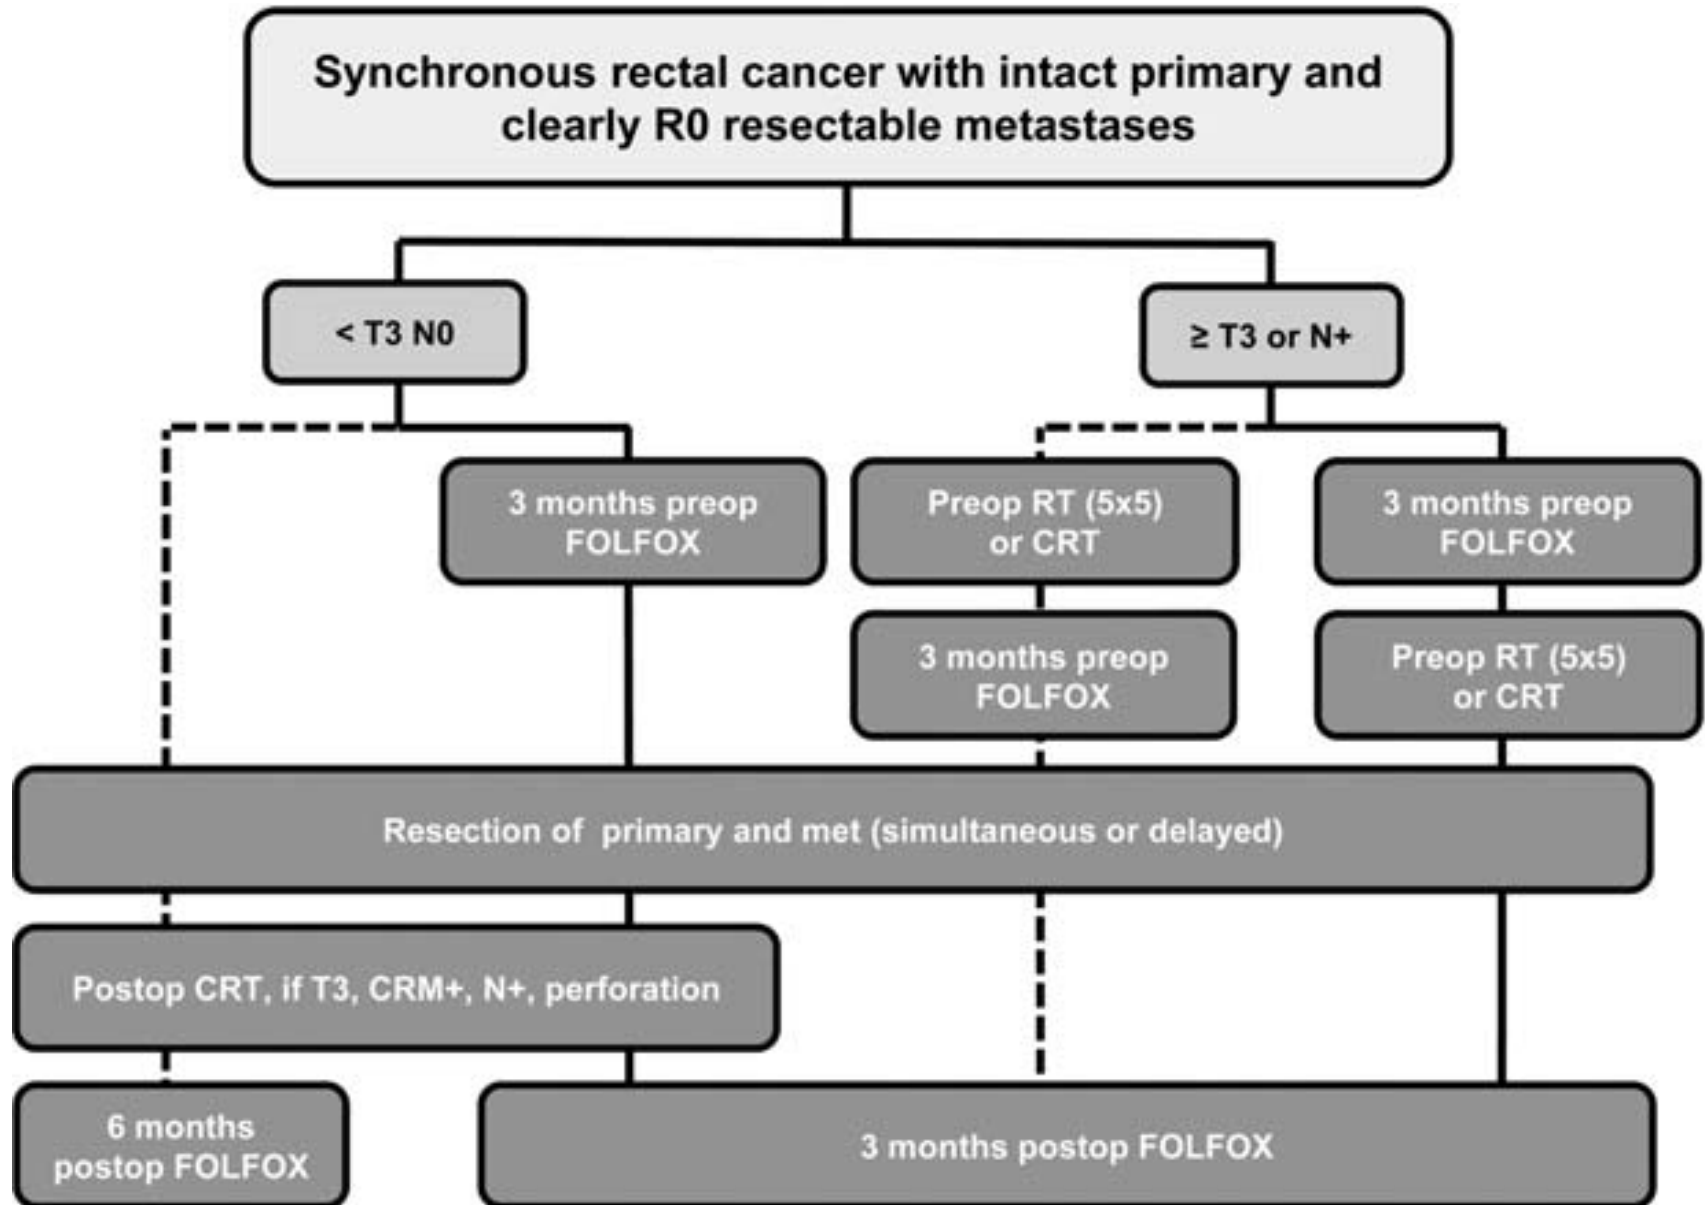 Synchronous rectal cancer with intact primary and
clearly R0 resectable metastases
< T3 N0
≥ T3 or N+
3 months preop
FOLFOX
Preop RT (5x5)
or CRT
3 months preop
FOLFOX
3 months preop
FOLFOX
Preop RT (5x5)
or CRT
Resection of primary and met (simultaneous or delayed)
Postop CRT, if T3, CRM+, N+, perforation
6 months
postop FOLFOX
3 months postop FOLFOX